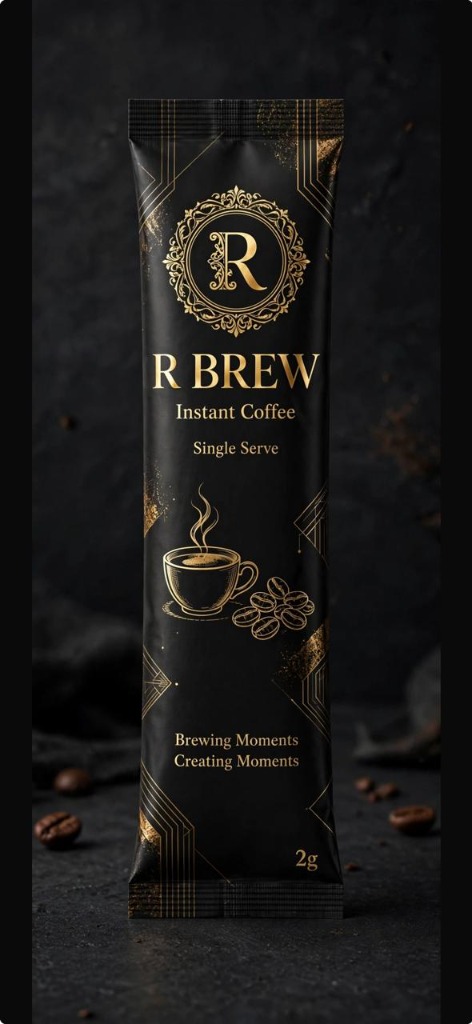 R
R BREW
Instant Coffee
Single Serve
Brewing Moments
Creating Moments
2g